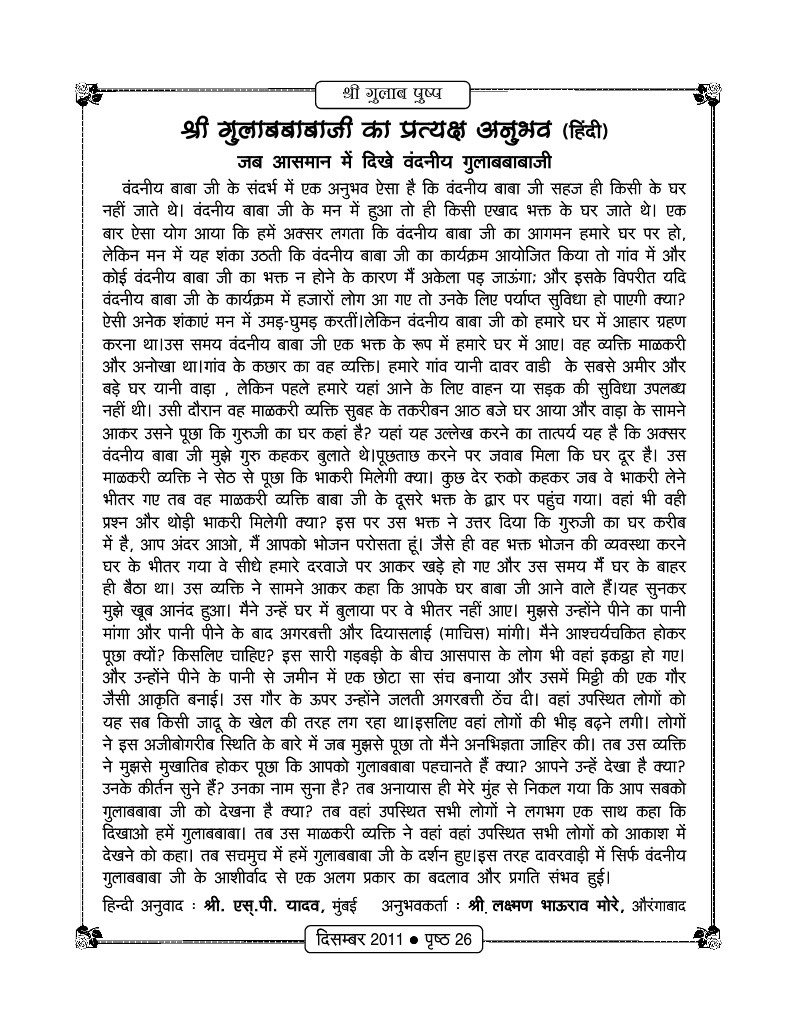 श्री गुलाब पुष्प
श्री गुलाबबाबाजी का प्रत्यक्ष अनुभव (हिंदी)
जब आसमान में दिखे वंदनीय गुलाबबाबाजी
वंदनीय बाबा जी के संदर्भ में एक अनुभव ऐसा है कि वंदनीय बाबा जी सहज ही किसी के घर
नहीं जाते थे। वंदनीय बाबा जी के मन में हुआ तो ही किसी एखाद भक्त के घर जाते थे। एक
बार ऐसा योग आया कि हमें अक्सर लगता कि वंदनीय बाबा जी का आगमन हमारे घर पर हो,
लेकिन मन में यह शंका उठती कि वंदनीय बाबा जी का कार्यक्रम आयोजित किया तो गांव में और
कोई वंदनीय बाबा जी का भक्त न होने के कारण मैं अकेला पड़ जाऊंगा; और इसके विपरीत यदि
वंदनीय बाबा जी के कार्यक्रम में हजारों लोग आ गए तो उनके लिए पर्याप्त सुविधा हो पाएगी क्या?
ऐसी अनेक शंकाएं मन में उमड़-घुमड़ करतीं।लेकिन वंदनीय बाबा जी को हमारे घर में आहार ग्रहण
करना था।उस समय वंदनीय बाबा जी एक भक्त के रूप में हमारे घर में आए। वह व्यक्ति माळकरी
और अनोखा था।गांव के कछार का वह व्यक्ति। हमारे गांव यानी दावर वाडी के सबसे अमीर और
बड़े घर यानी वाड़ा , लेकिन पहले हमारे यहां आने के लिए वाहन या सड़क की सुविधा उपलब्ध
नहीं थी। उसी दौरान वह माळकरी व्यक्ति सुबह के तकरीबन आठ बजे घर आया और वाड़ा के सामने
आकर उसने पूछा कि गुरुजी का घर कहां है? यहां यह उल्लेख करने का तात्पर्य यह है कि अक्सर
वंदनीय बाबा जी मुझे गुरु कहकर बुलाते थे।पूछताछ करने पर जवाब मिला कि घर दूर है। उस
माळकरी व्यक्ति ने सेठ से पूछा कि भाकरी मिलेगी क्या। कुछ देर रुको कहकर जब वे भाकरी लेने
भीतर गए तब वह माळकरी व्यक्ति बाबा जी के दूसरे भक्त के द्वार पर पहुंच गया। वहां भी वही
प्रश्न और थोड़ी भाकरी मिलेगी क्या? इस पर उस भक्त ने उत्तर दिया कि गुरुजी का घर करीब
में है, आप अंदर आओ, मैं आपको भोजन परोसता हूं। जैसे ही वह भक्त भोजन की व्यवस्था करने
घर के भीतर गया वे सीधे हमारे दरवाजे पर आकर खड़े हो गए और उस समय मैं घर के बाहर
ही बैठा था। उस व्यक्ति ने सामने आकर कहा कि आपके घर बाबा जी आने वाले हैं।यह सुनकर
मुझे खूब आनंद हुआ। मैने उन्हें घर में बुलाया पर वे भीतर नहीं आए। मुझसे उन्होंने पीने का पानी
मांगा और पानी पीने के बाद अगरबत्ती और दियासलाई (माचिस) मांगी। मैने आश्चर्यचकित होकर
पूछा क्यों? किसलिए चाहिए? इस सारी गड़बड़ी के बीच आसपास के लोग भी वहां इकठ्ठा हो गए।
और उन्होंने पीने के पानी से जमीन में एक छोटा सा संच बनाया और उसमें मिट्टी की एक गौर
जैसी आकृति बनाई। उस गौर के ऊपर उन्होंने जलती अगरबत्ती ठेंच दी। वहां उपस्थित लोगों को
यह सब किसी जादू के खेल की तरह लग रहा था।इसलिए वहां लोगों की भीड़ बढ़ने लगी। लोगों
ने इस अजीबोगरीब स्थिति के बारे में जब मुझसे पूछा तो मैने अनभिज्ञता जाहिर की। तब उस व्यक्ति
ने मुझसे मुखातिब होकर पूछा कि आपको गुलाबबाबा पहचानते हैं क्या? आपने उन्हें देखा है क्या?
उनके कीर्तन सुने हैं? उनका नाम सुना है? तब अनायास ही मेरे मुंह से निकल गया कि आप सबको
गुलाबबाबा जी को देखना है क्या? तब वहां उपस्थित सभी लोगों ने लगभग एक साथ कहा कि
दिखाओ हमें गुलाबबाबा। तब उस माळकरी व्यक्ति ने वहां वहां उपस्थित सभी लोगों को आकाश में
देखने को कहा। तब सचमुच में हमें गुलाबबाबा जी के दर्शन हुए।इस तरह दावरवाड़ी में सिर्फ वंदनीय
गुलाबबाबा जी के आशीर्वाद से एक अलग प्रकार का बदलाव और प्रगति संभव हुई।
हिन्दी अनुवाद : श्री. एस्.पी. यादव, मुंबई अनुभवकर्ता : श्री. लक्ष्मण भाऊराव मोरे, औरंगाबाद
दिसम्बर 2011 ● पृष्ठ 26